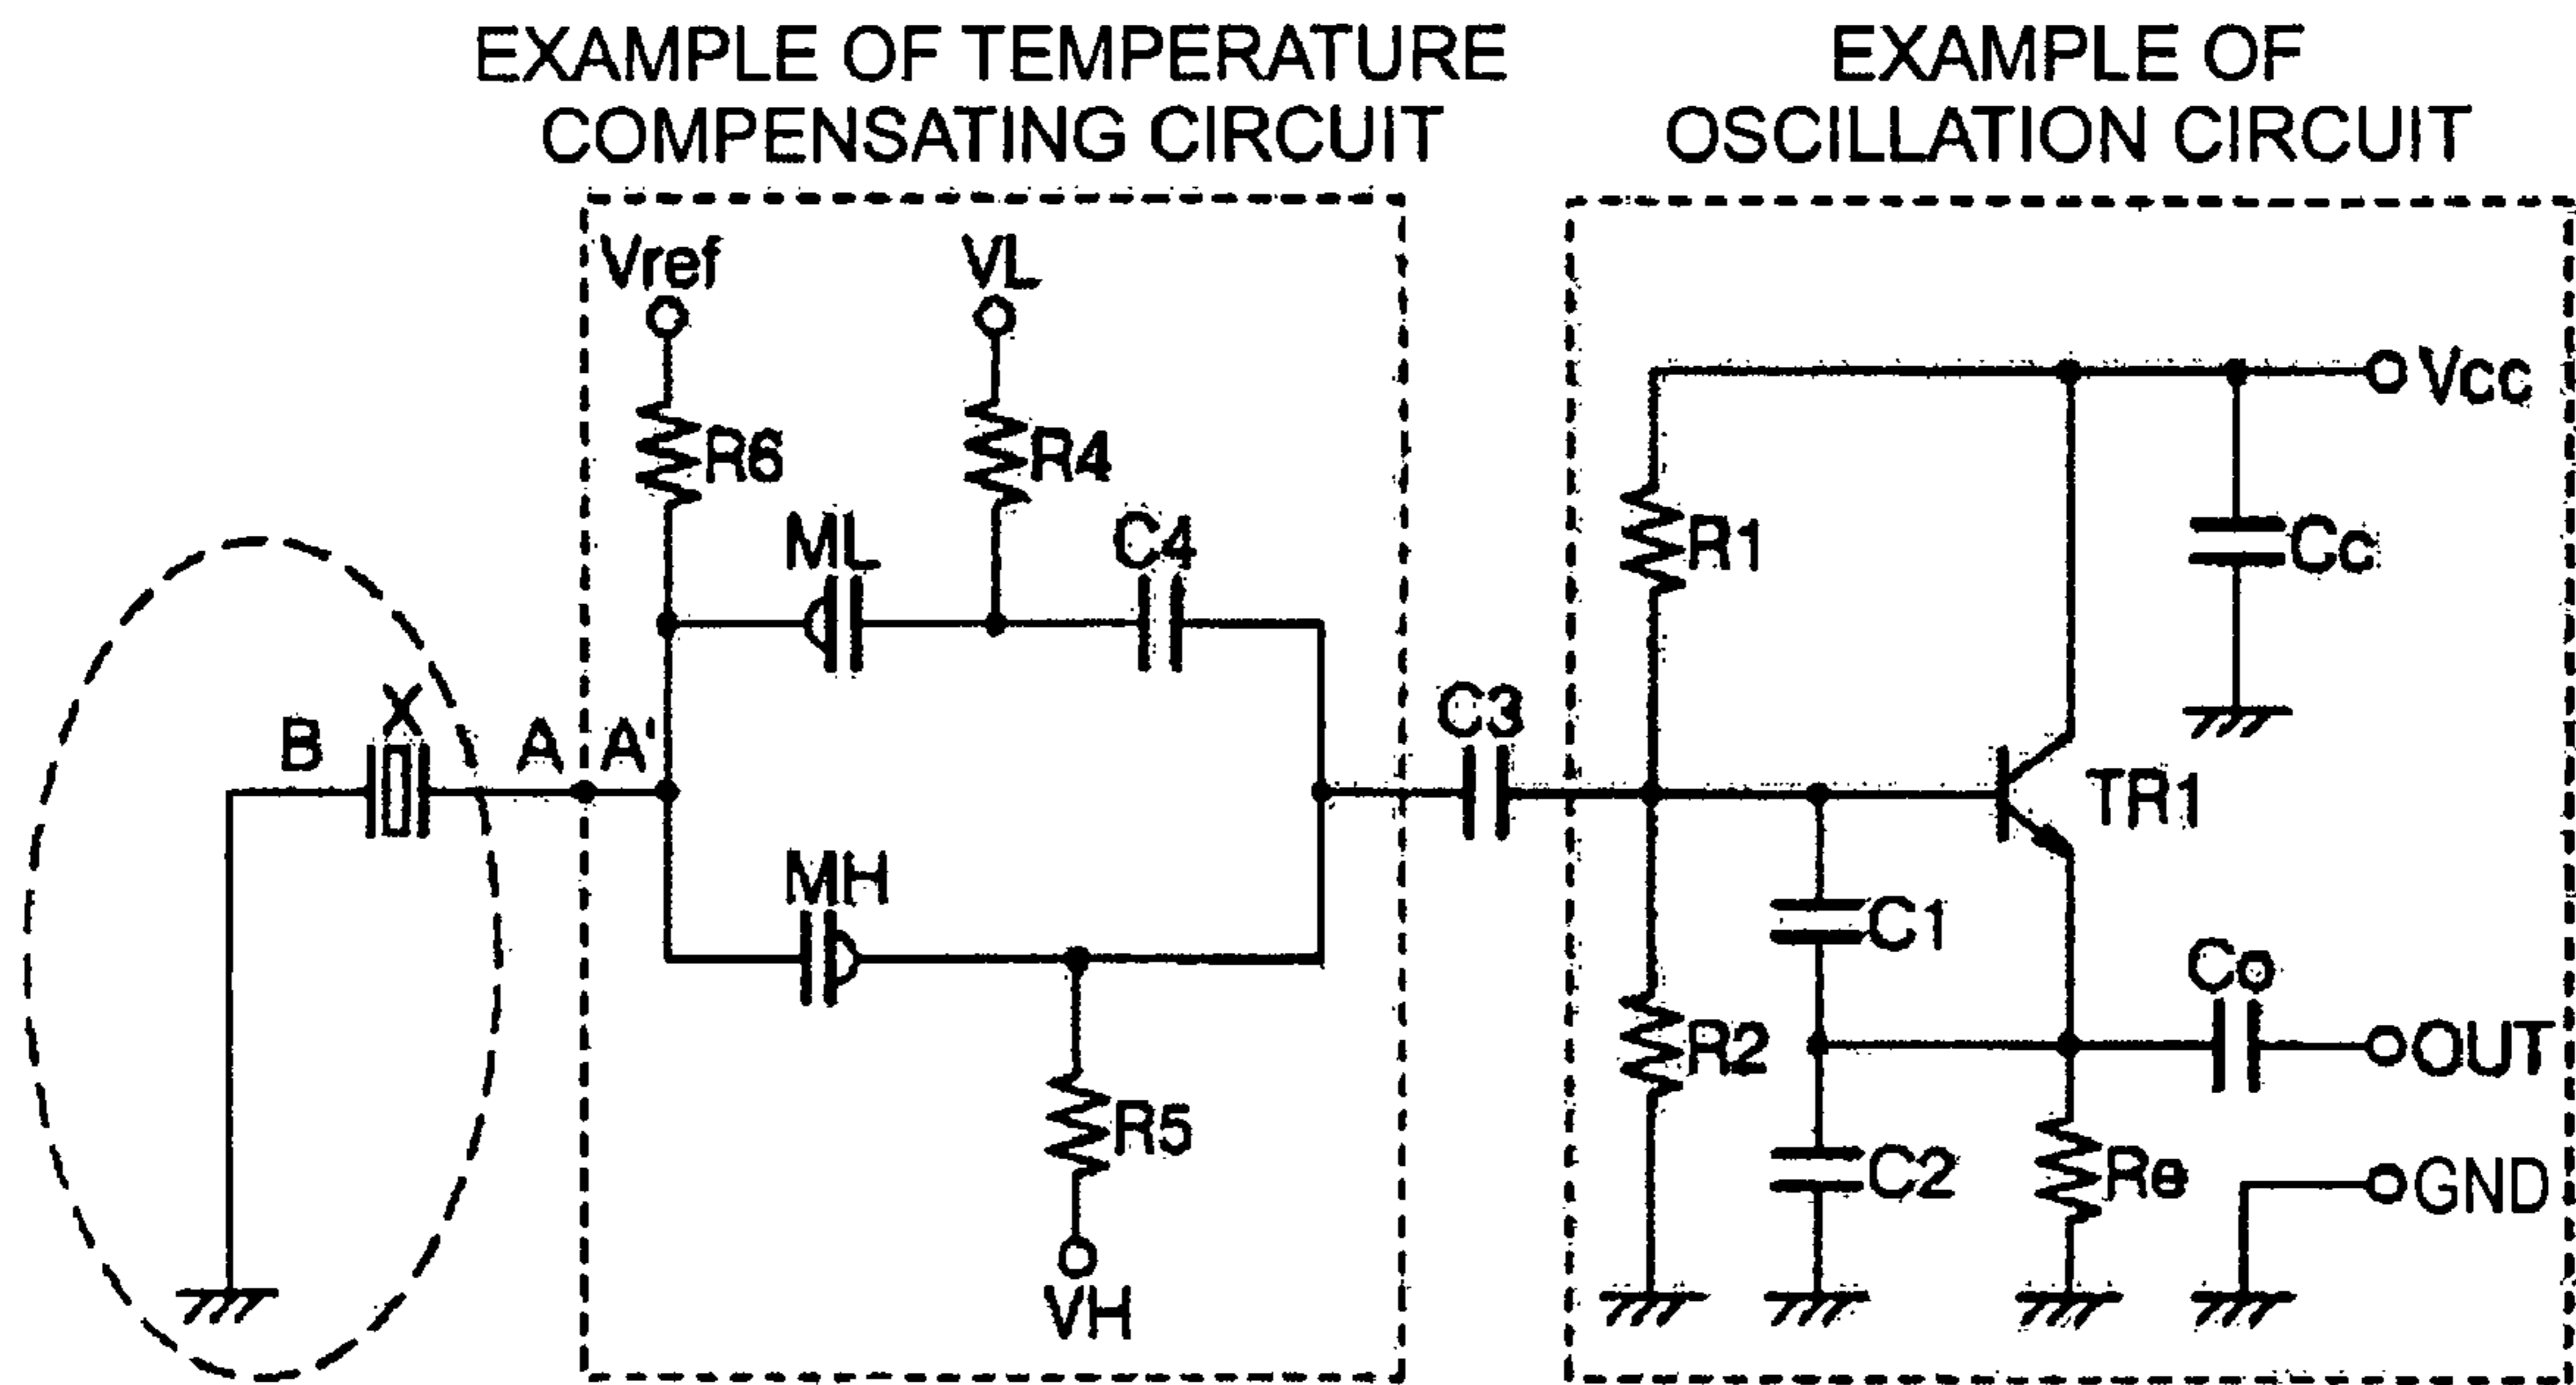 EXAMPLE OF TEMPERATURE
COMPENSATING CIRCUIT
EXAMPLE OF
OSCILLATION CIRCUIT
Vref
VL
R6
R4
ML
C4
B
X
A
A'
MH
R5
VH
C3
Vcc
R1
Cc
TR1
C1
Co
R2
OUT
C2
Re
GND